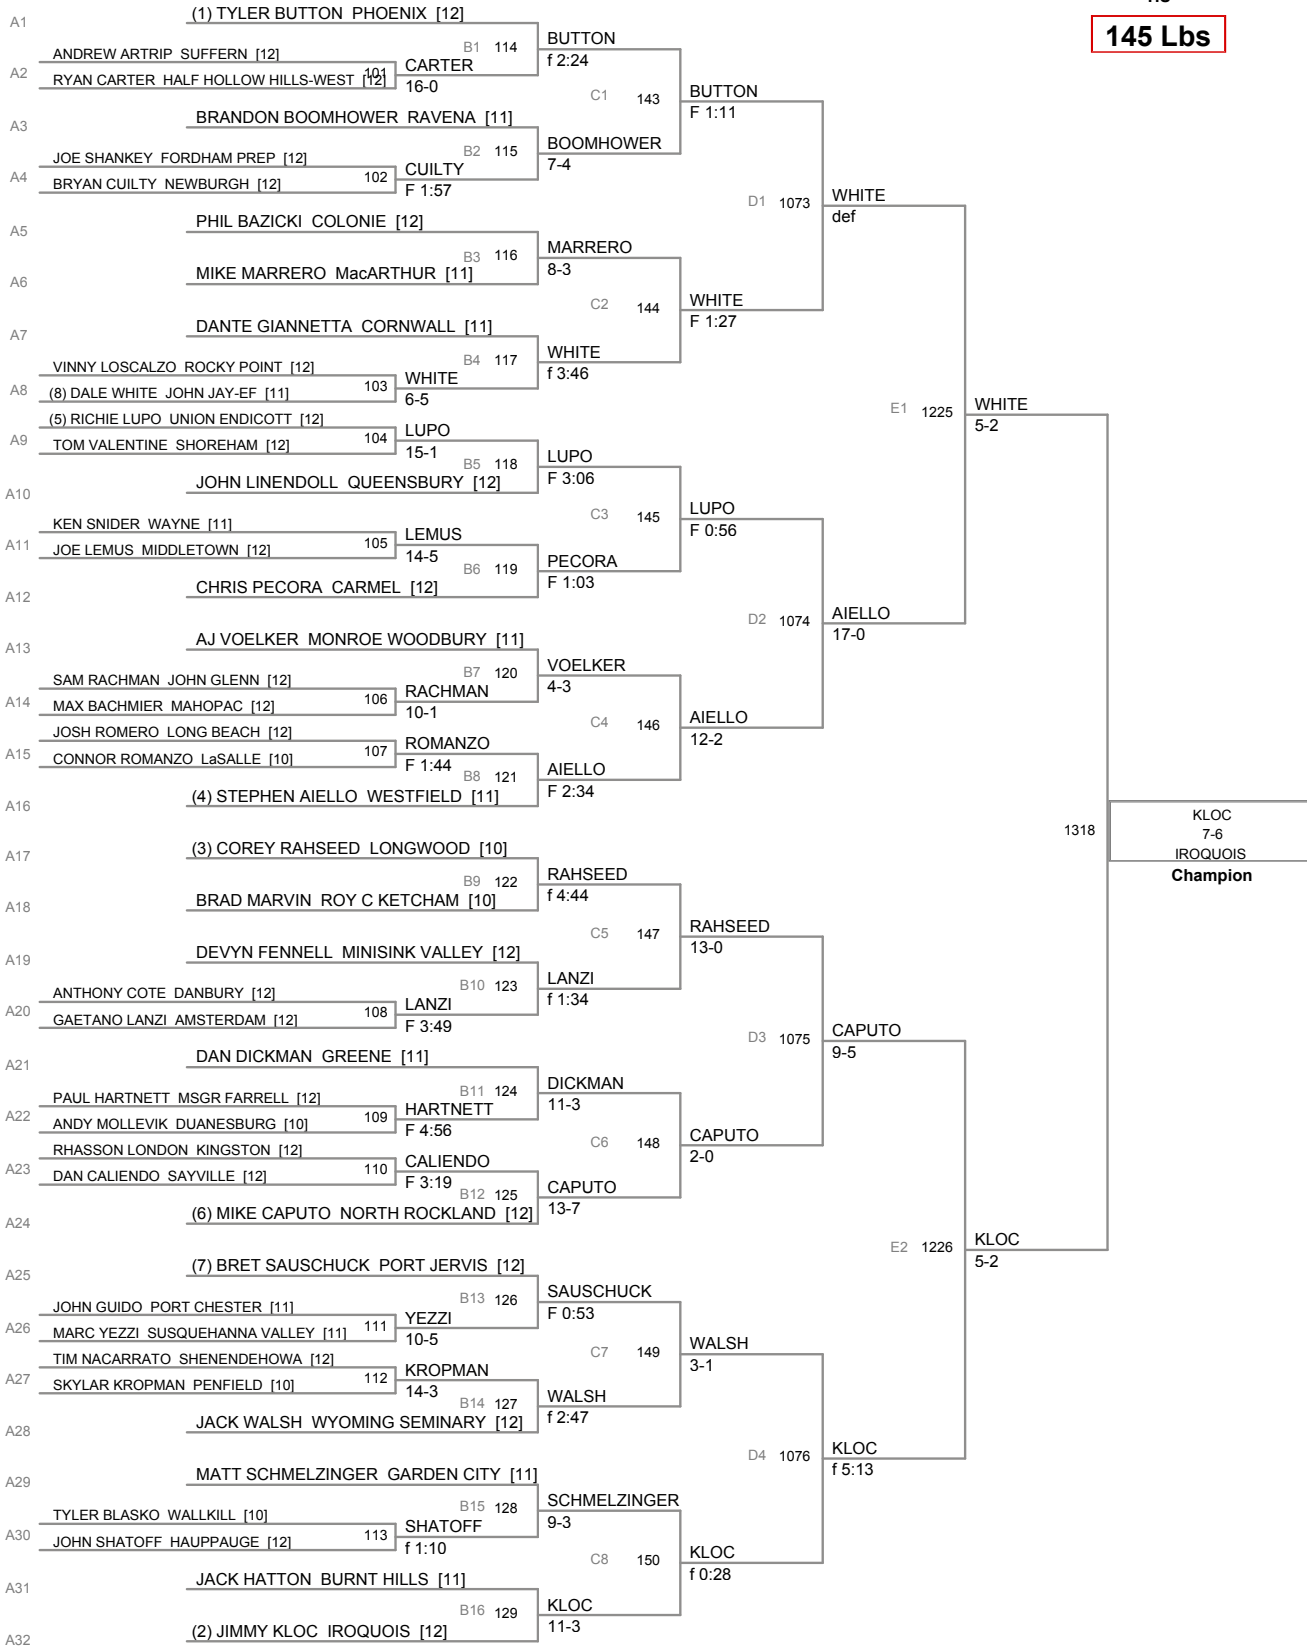 145 Lbs
A1
(1) TYLER BUTTON PHOENIX [12]
B1 114
BUTTON
f 2:24
ANDREW ARTRIP SUFFERN [12]
A2
101
CARTER
RYAN CARTER HALF HOLLOW HILLS-WEST [12]
16-0
C1 143
BUTTON
F 1:11
A3
BRANDON BOOMHOWER RAVENA [11]
B2 115
BOOMHOWER
7-4
JOE SHANKEY FORDHAM PREP [12]
A4
102
CUILTY
BRYAN CUILTY NEWBURGH [12]
F 1:57
D1 1073
WHITE
def
A5
PHIL BAZICKI COLONIE [12]
B3 116
MARRERO
8-3
A6
MIKE MARRERO MacARTHUR [11]
C2 144
WHITE
F 1:27
A7
DANTE GIANNETTA CORNWALL [11]
B4 117
WHITE
f 3:46
VINNY LOSCALZO ROCKY POINT [12]
A8
103
WHITE
(8) DALE WHITE JOHN JAY-EF [11]
6-5
E1 1225
WHITE
5-2
(5) RICHIE LUPO UNION ENDICOTT [12]
A9
104
LUPO
TOM VALENTINE SHOREHAM [12]
15-1
B5 118
LUPO
F 3:06
A10
JOHN LINENDOLL QUEENSBURY [12]
C3 145
LUPO
F 0:56
KEN SNIDER WAYNE [11]
A11
105
LEMUS
JOE LEMUS MIDDLETOWN [12]
14-5
B6 119
PECORA
F 1:03
A12
CHRIS PECORA CARMEL [12]
D2 1074
AIELLO
17-0
A13
AJ VOELKER MONROE WOODBURY [11]
B7 120
VOELKER
4-3
SAM RACHMAN JOHN GLENN [12]
A14
106
RACHMAN
MAX BACHMIER MAHOPAC [12]
10-1
C4 146
AIELLO
12-2
JOSH ROMERO LONG BEACH [12]
A15
107
ROMANZO
CONNOR ROMANZO LaSALLE [10]
F 1:44
B8 121
AIELLO
F 2:34
A16
(4) STEPHEN AIELLO WESTFIELD [11]
1318
KLOC
7-6
IROQUOIS
Champion
A17
(3) COREY RAHSEED LONGWOOD [10]
B9 122
RAHSEED
f 4:44
A18
BRAD MARVIN ROY C KETCHAM [10]
C5 147
RAHSEED
13-0
A19
DEVYN FENNELL MINISINK VALLEY [12]
B10 123
LANZI
f 1:34
ANTHONY COTE DANBURY [12]
A20
108
LANZI
GAETANO LANZI AMSTERDAM [12]
F 3:49
D3 1075
CAPUTO
9-5
A21
DAN DICKMAN GREENE [11]
B11 124
DICKMAN
11-3
PAUL HARTNETT MSGR FARRELL [12]
A22
109
HARTNETT
ANDY MOLLEVIK DUANESBURG [10]
F 4:56
C6 148
CAPUTO
2-0
RHASSON LONDON KINGSTON [12]
A23
110
CALIENDO
DAN CALIENDO SAYVILLE [12]
F 3:19
B12 125
CAPUTO
13-7
A24
(6) MIKE CAPUTO NORTH ROCKLAND [12]
E2 1226
KLOC
5-2
A25
(7) BRET SAUSCHUCK PORT JERVIS [12]
B13 126
SAUSCHUCK
F 0:53
JOHN GUIDO PORT CHESTER [11]
A26
111
YEZZI
MARC YEZZI SUSQUEHANNA VALLEY [11]
10-5
C7 149
WALSH
3-1
TIM NACARRATO SHENENDEHOWA [12]
A27
112
KROPMAN
SKYLAR KROPMAN PENFIELD [10]
14-3
B14 127
WALSH
f 2:47
A28
JACK WALSH WYOMING SEMINARY [12]
D4 1076
KLOC
f 5:13
A29
MATT SCHMELZINGER GARDEN CITY [11]
B15 128
SCHMELZINGER
9-3
TYLER BLASKO WALLKILL [10]
A30
113
SHATOFF
JOHN SHATOFF HAUPPAUGE [12]
f 1:10
C8 150
KLOC
f 0:28
A31
JACK HATTON BURNT HILLS [11]
B16 129
KLOC
11-3
A32
(2) JIMMY KLOC IROQUOIS [12]